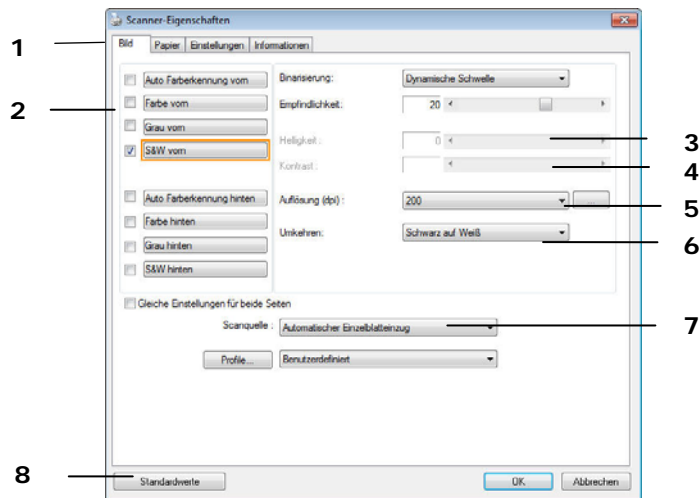 Scanner-Eigenschaften
1
Bild Papier Einstellungen Informationen
2
Auto Farberkennung vorn
Farbe vorn
Grau vorn
S&W vorn
Auto Farberkennung hinten
Farbe hinten
Grau hinten
S&W hinten
Binarisierung: Dynamische Schwelle
Empfindlichkeit: 20
Helligkeit: 0
3
Kontrast:
4
Auflösung (dpi) : 200 ...
5
Umkehren: Schwarz auf Weiß
6
Gleiche Einstellungen für beide Seiten
Scanquelle : Automatischer Einzelblatteinzug
7
Profile... Benutzerdefiniert
8
Standardwerte OK Abbrechen